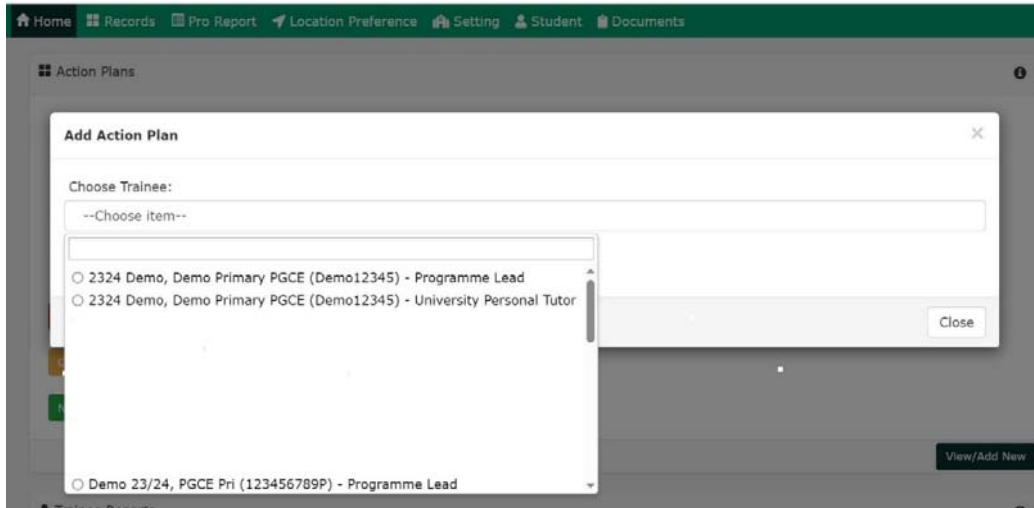 Home Records Pro Report Location Preference Setting Student Documents
Action Plans
Add Action Plan
Choose Trainee:
--Choose item--
2324 Demo, Demo Primary PGCE (Demo12345) - Programme Lead
2324 Demo, Demo Primary PGCE (Demo12345) - University Personal Tutor
Close
View/Add New
Demo 23/24, PGCE Pri (123456789P) - Programme Lead